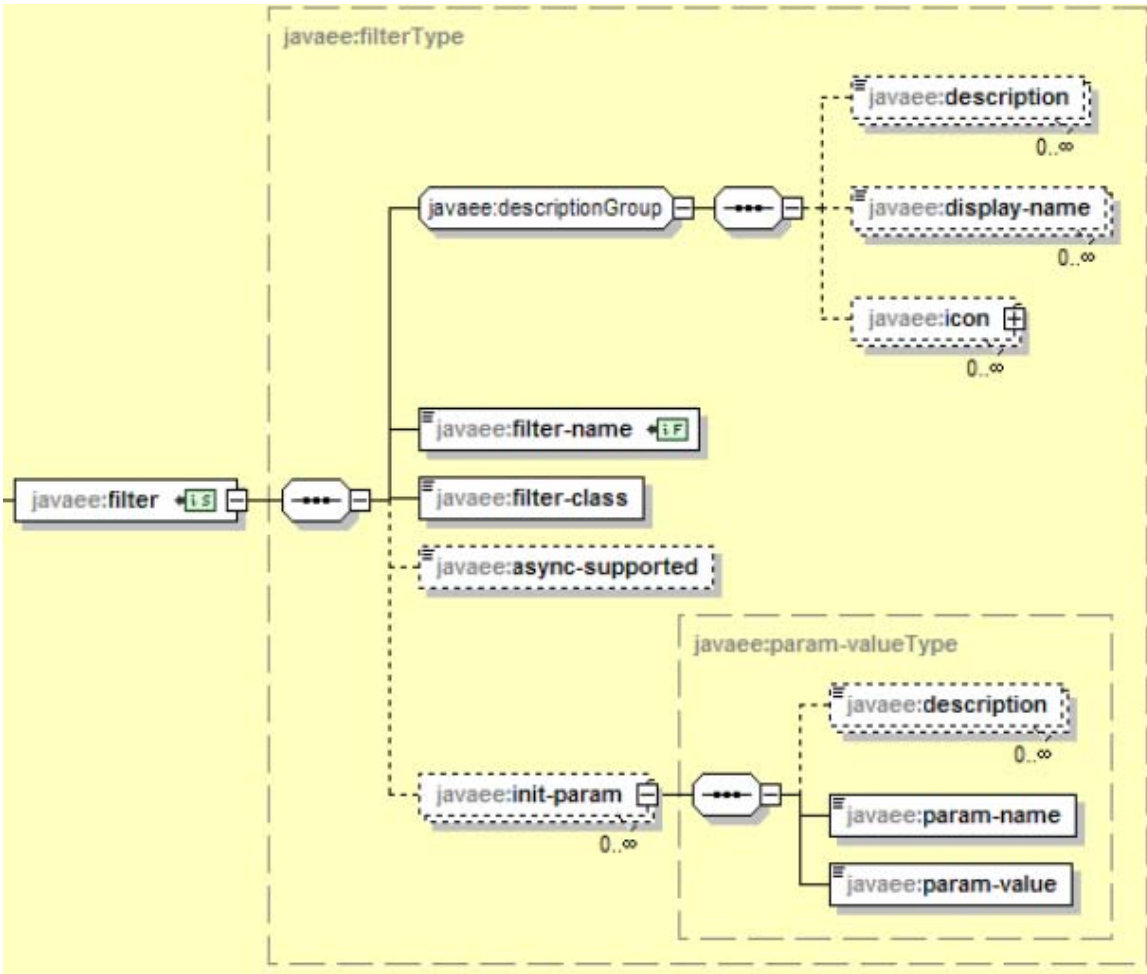 javaee:filterType
javaee:description
0..∞
javaee:descriptionGroup
javaee:display-name
0..∞
javaee:icon
0..∞
javaee:filter-name iF
javaee:filter iS
javaee:filter-class
javaee:async-supported
javaee:param-valueType
javaee:description
0..∞
javaee:init-param
0..∞
javaee:param-name
javaee:param-value